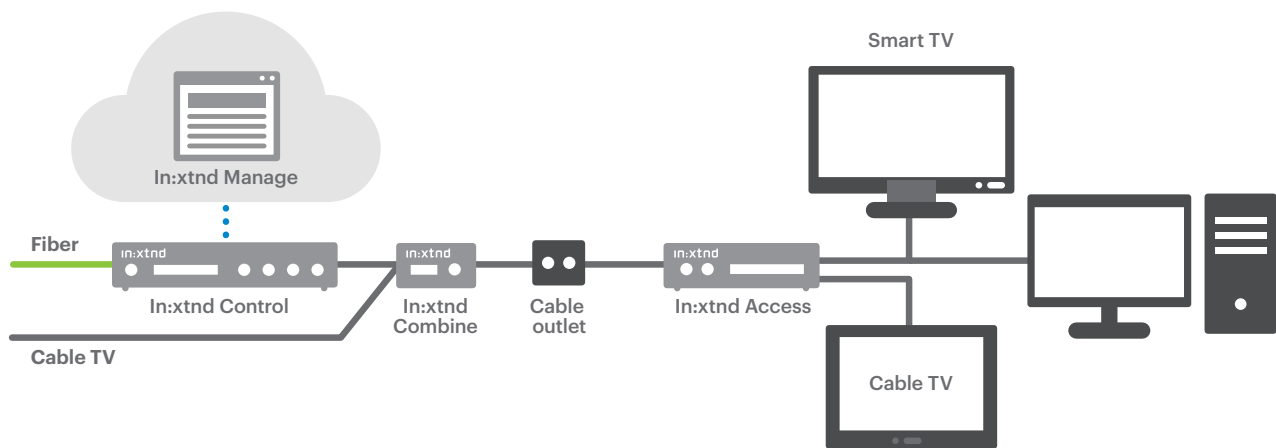 Smart TV
In:xtnd Manage
Fiber
in:xtnd
in:xtnd
in:xtnd
In:xtnd Control
In:xtnd
Combine
Cable
outlet
In:xtnd Access
Cable TV
Cable TV